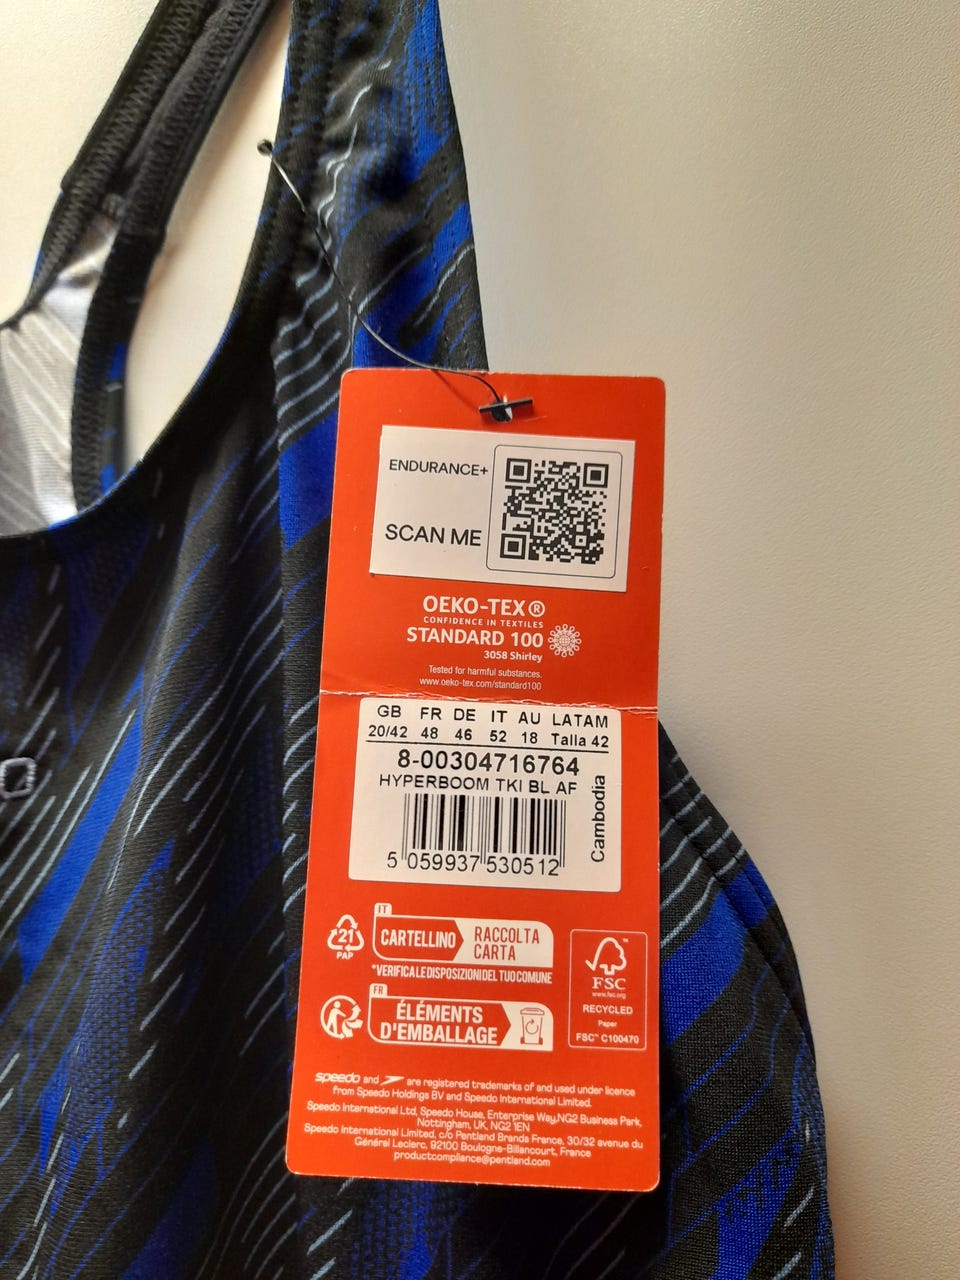 ENDURANCE+
SCAN ME
OEKO-TEX®
CONFIDENCE IN TEXTILES
STANDARD 100
3058 Shirley
Tested for harmful substances.
www.oeko-tex.com/standard100
GB FR DE IT AU LATAM
20/42 48 46 52 18 Talla 42
8-00304716764
HYPERBOOM TKI BL AF
Cambodia
5 059937 530512
IT
21
PAP
CARTELLINO
RACCOLTA
CARTA
*VERIFICA LE DISPOSIZIONI DEL TUO COMUNE
FR
ÉLÉMENTS
D'EMBALLAGE
FSC™
www.fsc.org
RECYCLED
Paper
FSC™ C100470
speedo and are registered trademarks of and used under licence
from Speedo Holdings BV and Speedo International Limited.
Speedo International Ltd, Speedo House, Enterprise Way,NG2 Business Park,
Nottingham, UK, NG2 1EN
Speedo International Limited, c/o Pentland Brands France, 30/32 avenue du
Général Leclerc, 92100 Boulogne-Billancourt, France
productcompliance@pentland.com